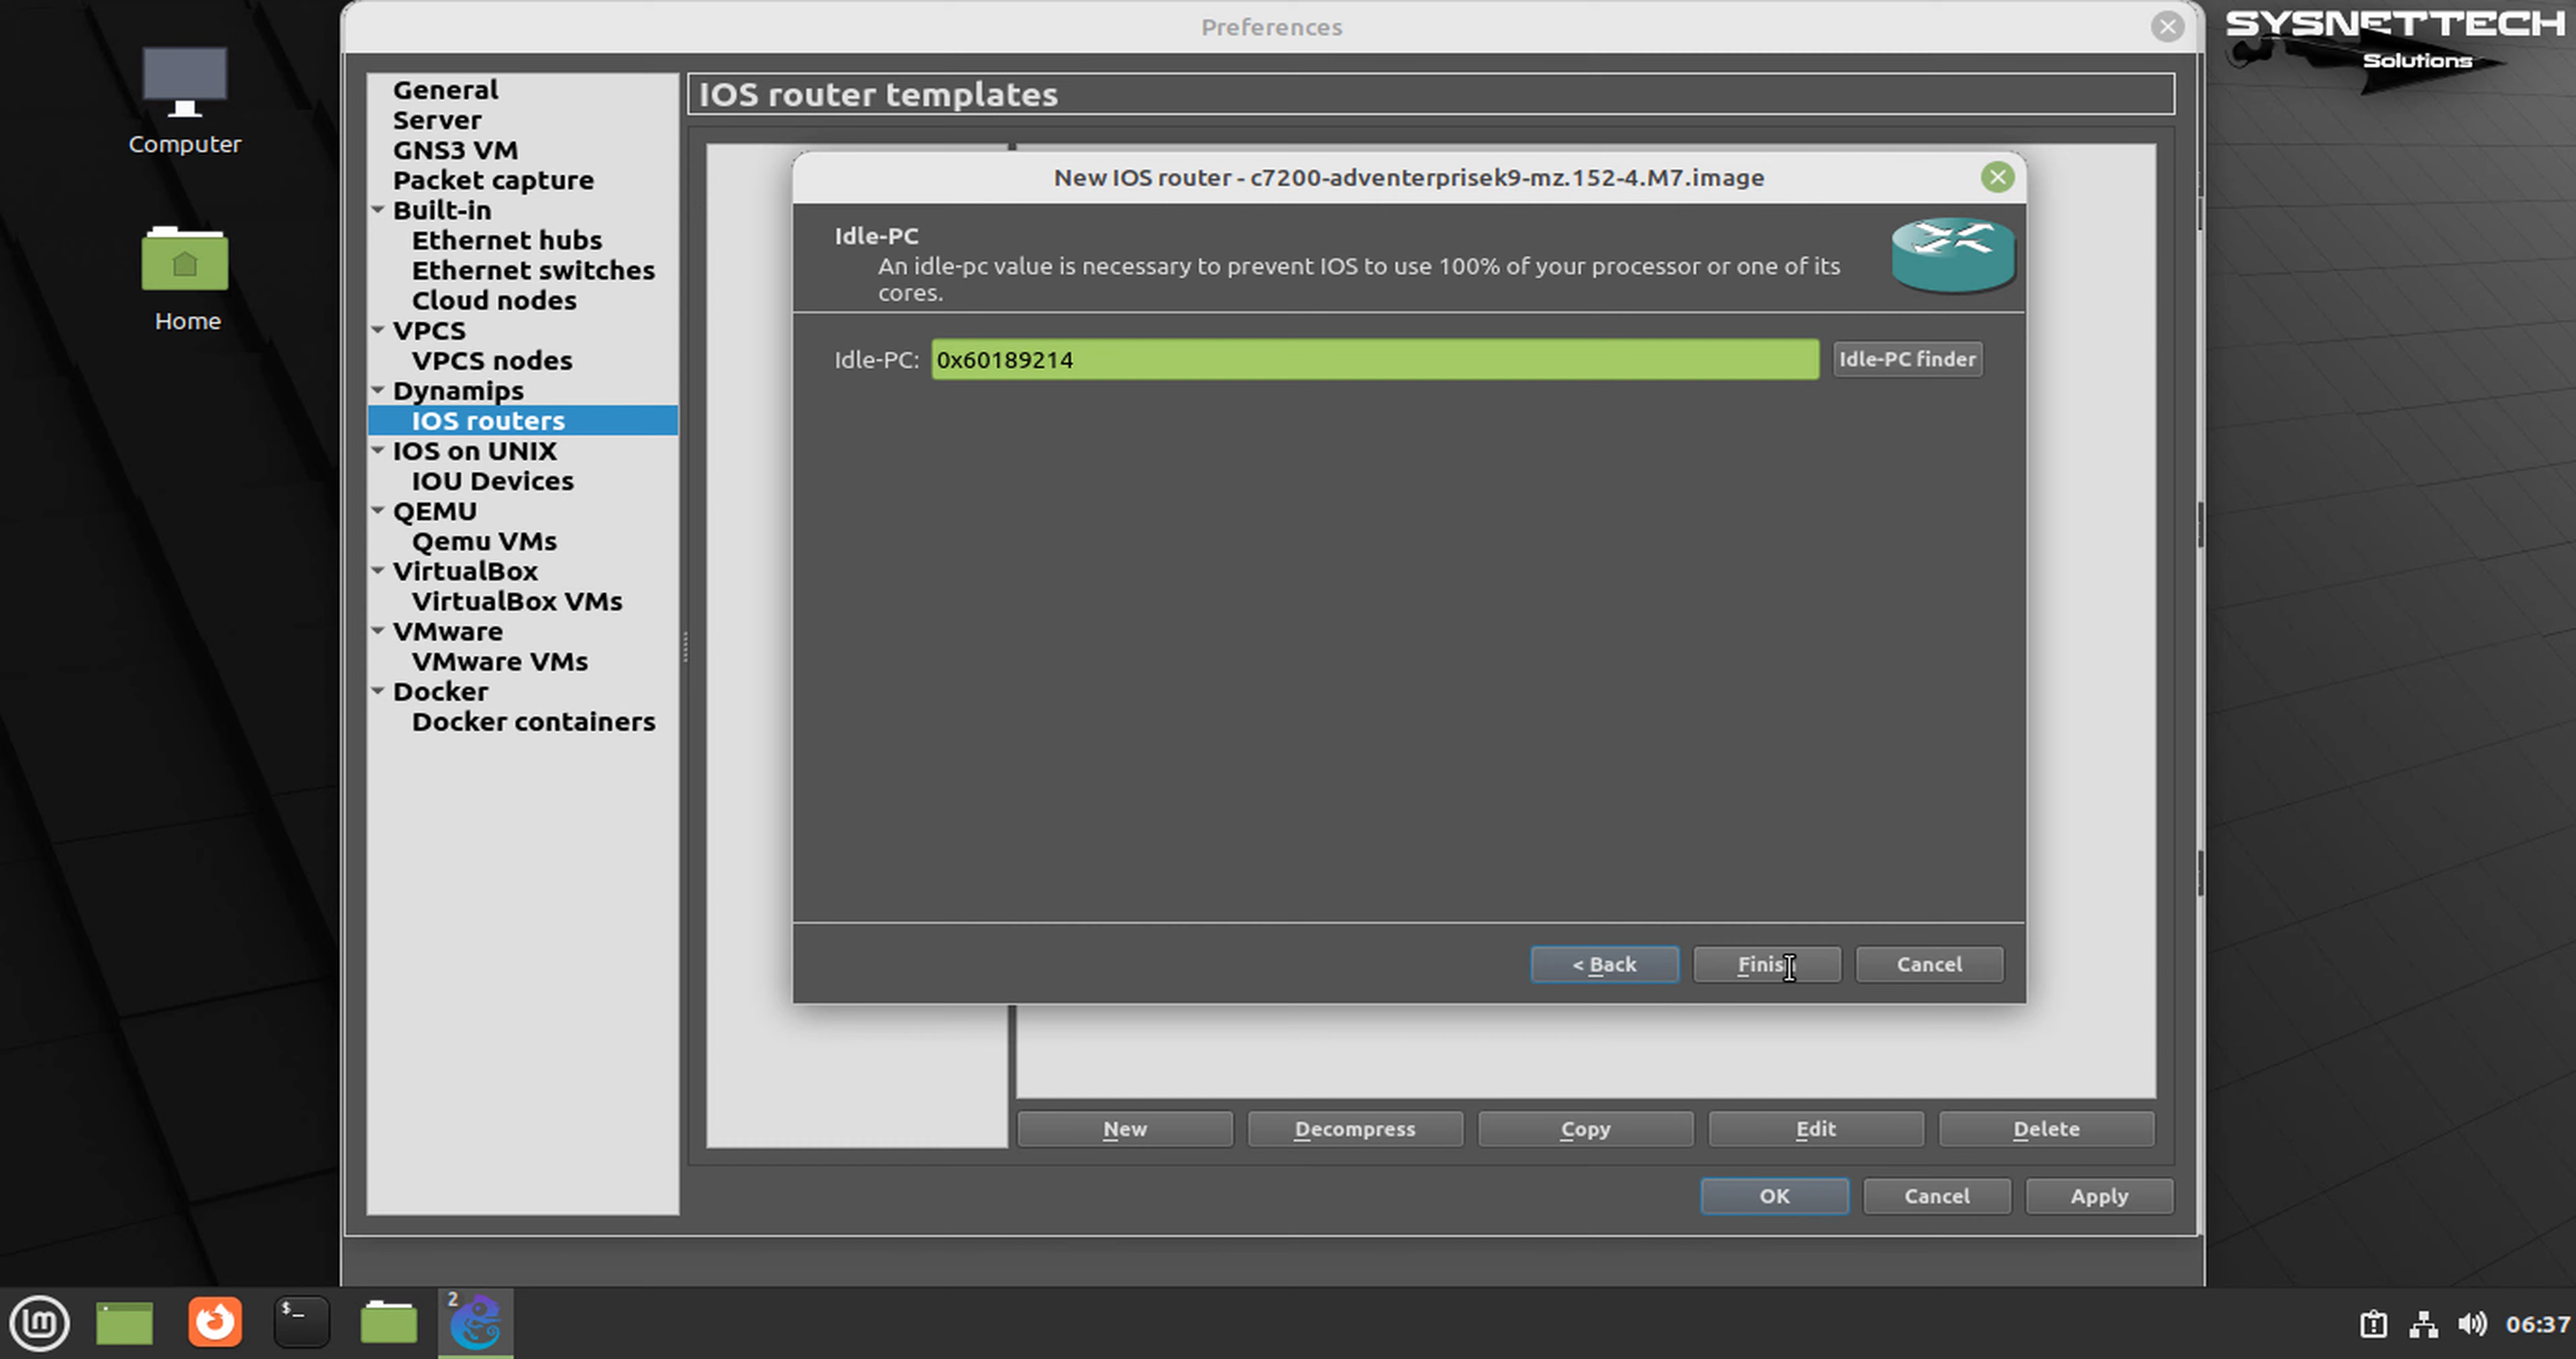 Preferences
SYSNETTECH
Solutions
Computer
Home
General
Server
GNS3 VM
Packet capture
Built-in
Ethernet hubs
Ethernet switches
Cloud nodes
VPCS
VPCS nodes
Dynamips
IOS routers
IOS on UNIX
IOU Devices
QEMU
Qemu VMs
VirtualBox
VirtualBox VMs
VMware
VMware VMs
Docker
Docker containers
IOS router templates
New IOS router - c7200-adventerprisek9-mz.152-4.M7.image
Idle-PC
An idle-pc value is necessary to prevent IOS to use 100% of your processor or one of its
cores.
Idle-PC: 0x60189214 Idle-PC finder
< Back Finish Cancel
New Decompress Copy Edit Delete
OK Cancel Apply
lm $_ 2 06:37